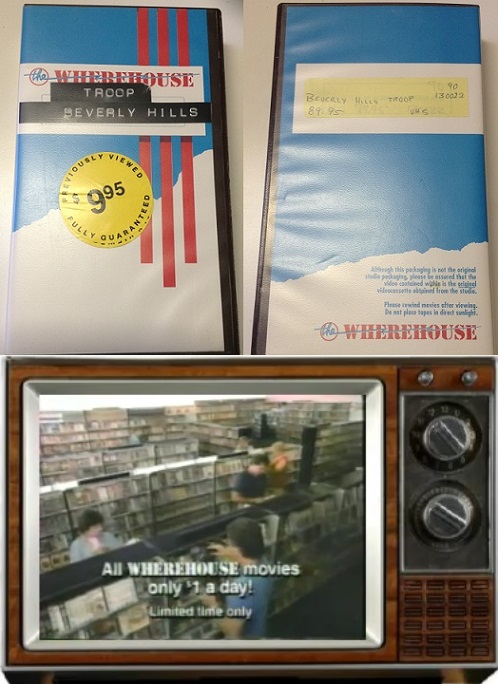 the WHEREHOUSE
TROOP
BEVERLY HILLS
PREVIOUSLY VIEWED
$9.95
FULLY GUARANTEED
90
BEVERLY HILLS TROOP 130022
89.95 VHS
Although this packaging is not the original
studio packaging, please be assured that the
video contained within is the original
videocassette obtained from the studio.
Please rewind movies after viewing.
Do not place tapes in direct sunlight.
the WHEREHOUSE
All WHEREHOUSE movies
only $1 a day!
Limited time only